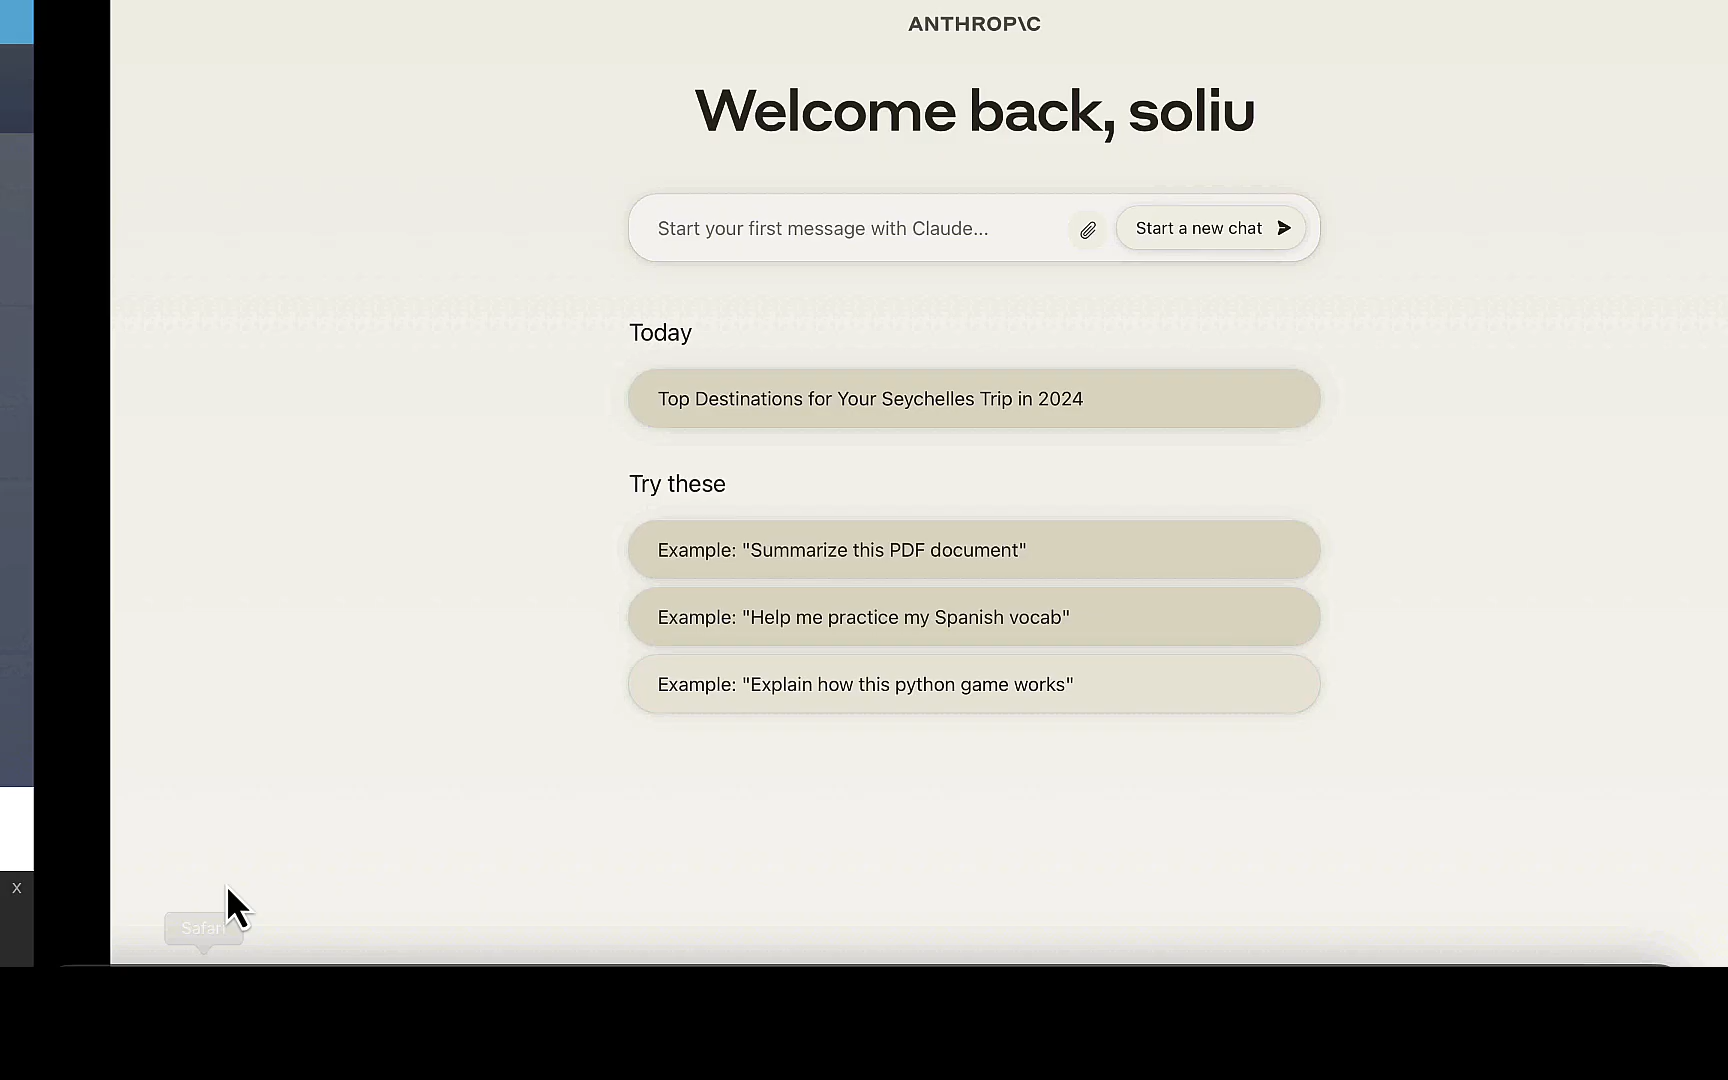 ANTHROP\C
Welcome back, soliu
Start your first message with Claude...
Start a new chat
Today
Top Destinations for Your Seychelles Trip in 2024
Try these
Example: "Summarize this PDF document"
Example: "Help me practice my Spanish vocab"
Example: "Explain how this python game works"
X
Safari